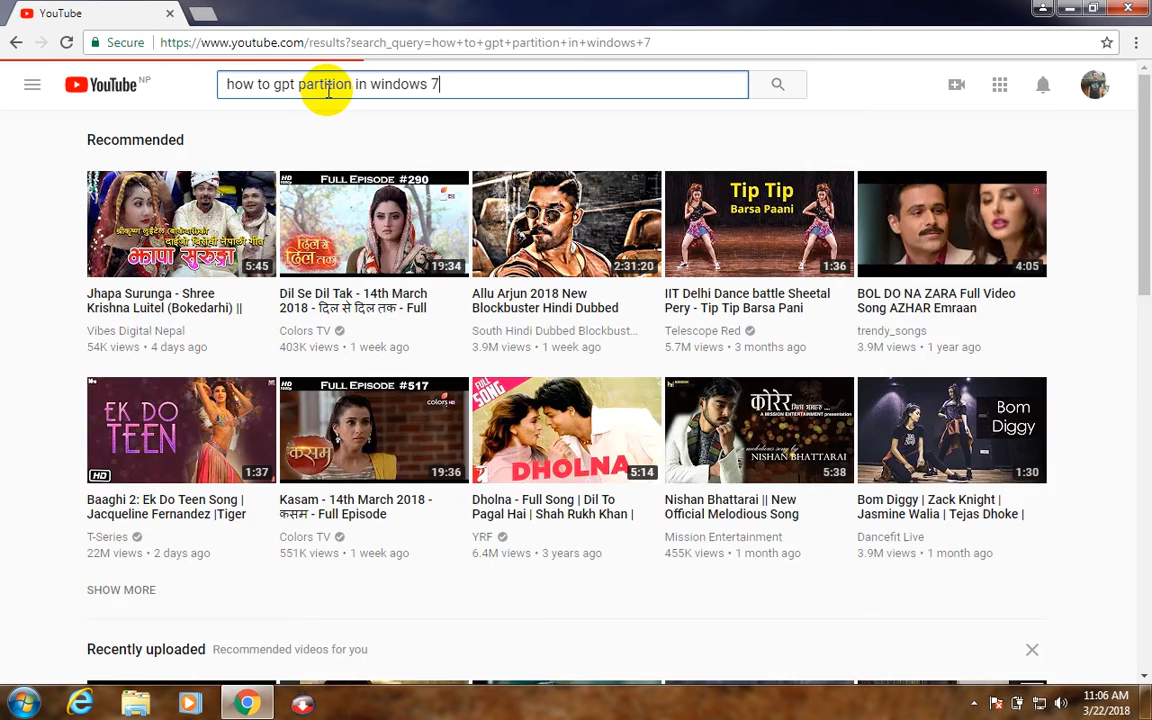 YouTube
Secure
https://www.youtube.com/results?search_query=how+to+gpt+partition+in+windows+7
YouTube NP
how to gpt partition in windows 7
Recommended
श्रीकृष्ण लुइटेल (बोकेदारी) को
झापा सुरुङ्गा
5:45
FULL EPISODE #290
दिल से दिल तक
19:34
2:31:20
Tip Tip
Barsa Paani
1:36
4:05
Jhapa Surunga - Shree
Krishna Luitel (Bokedarhi) ||
Vibes Digital Nepal
54K views • 4 days ago
Dil Se Dil Tak - 14th March
2018 - दिल से दिल तक - Full
Colors TV
403K views • 1 week ago
Allu Arjun 2018 New
Blockbuster Hindi Dubbed
South Hindi Dubbed Blockbust...
3.9M views • 1 week ago
IIT Delhi Dance battle Sheetal
Pery - Tip Tip Barsa Pani
Telescope Red
5.7M views • 3 months ago
BOL DO NA ZARA Full Video
Song AZHAR Emraan
trendy_songs
3.9M views • 1 year ago
EK DO
TEEN
HD
1:37
FULL EPISODE #517
colors HD
कसम
19:36
FULL SONG
DHOLNA
5:14
कोरेर
A MISSION ENTERTAINMENT presentation
NISHAN BHATTARAI
5:38
Bom
Diggy
1:30
Baaghi 2: Ek Do Teen Song |
Jacqueline Fernandez |Tiger
T-Series
22M views • 2 days ago
Kasam - 14th March 2018 -
कसम - Full Episode
Colors TV
551K views • 1 week ago
Dholna - Full Song | Dil To
Pagal Hai | Shah Rukh Khan |
YRF
6.4M views • 3 years ago
Nishan Bhattarai || New
Official Melodious Song
Mission Entertainment
455K views • 1 month ago
Bom Diggy | Zack Knight |
Jasmine Walia | Tejas Dhoke |
Dancefit Live
3.9M views • 1 month ago
SHOW MORE
Recently uploaded
Recommended videos for you
11:06 AM
3/22/2018